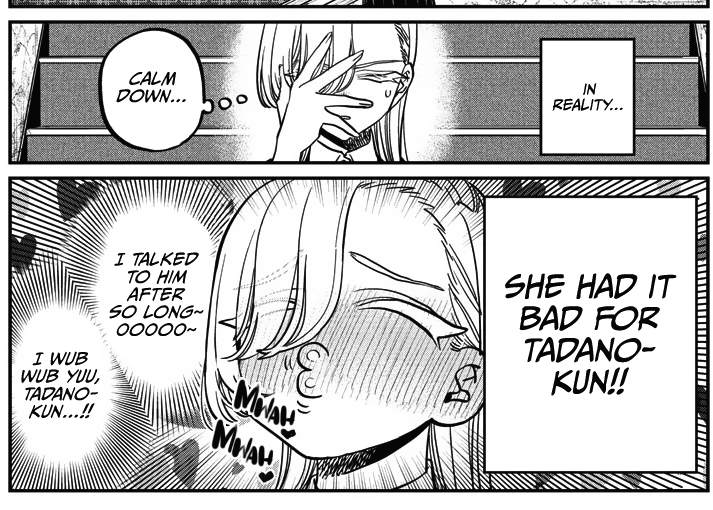 CALM
DOWN...
IN
REALITY...
I TALKED
TO HIM
AFTER
SO LONG~
OOOOO~
I WUB
WUB YUU,
TADANO-
KUN...!!
MWAH
MWAH
SHE HAD IT
BAD FOR
TADANO-
KUN!!